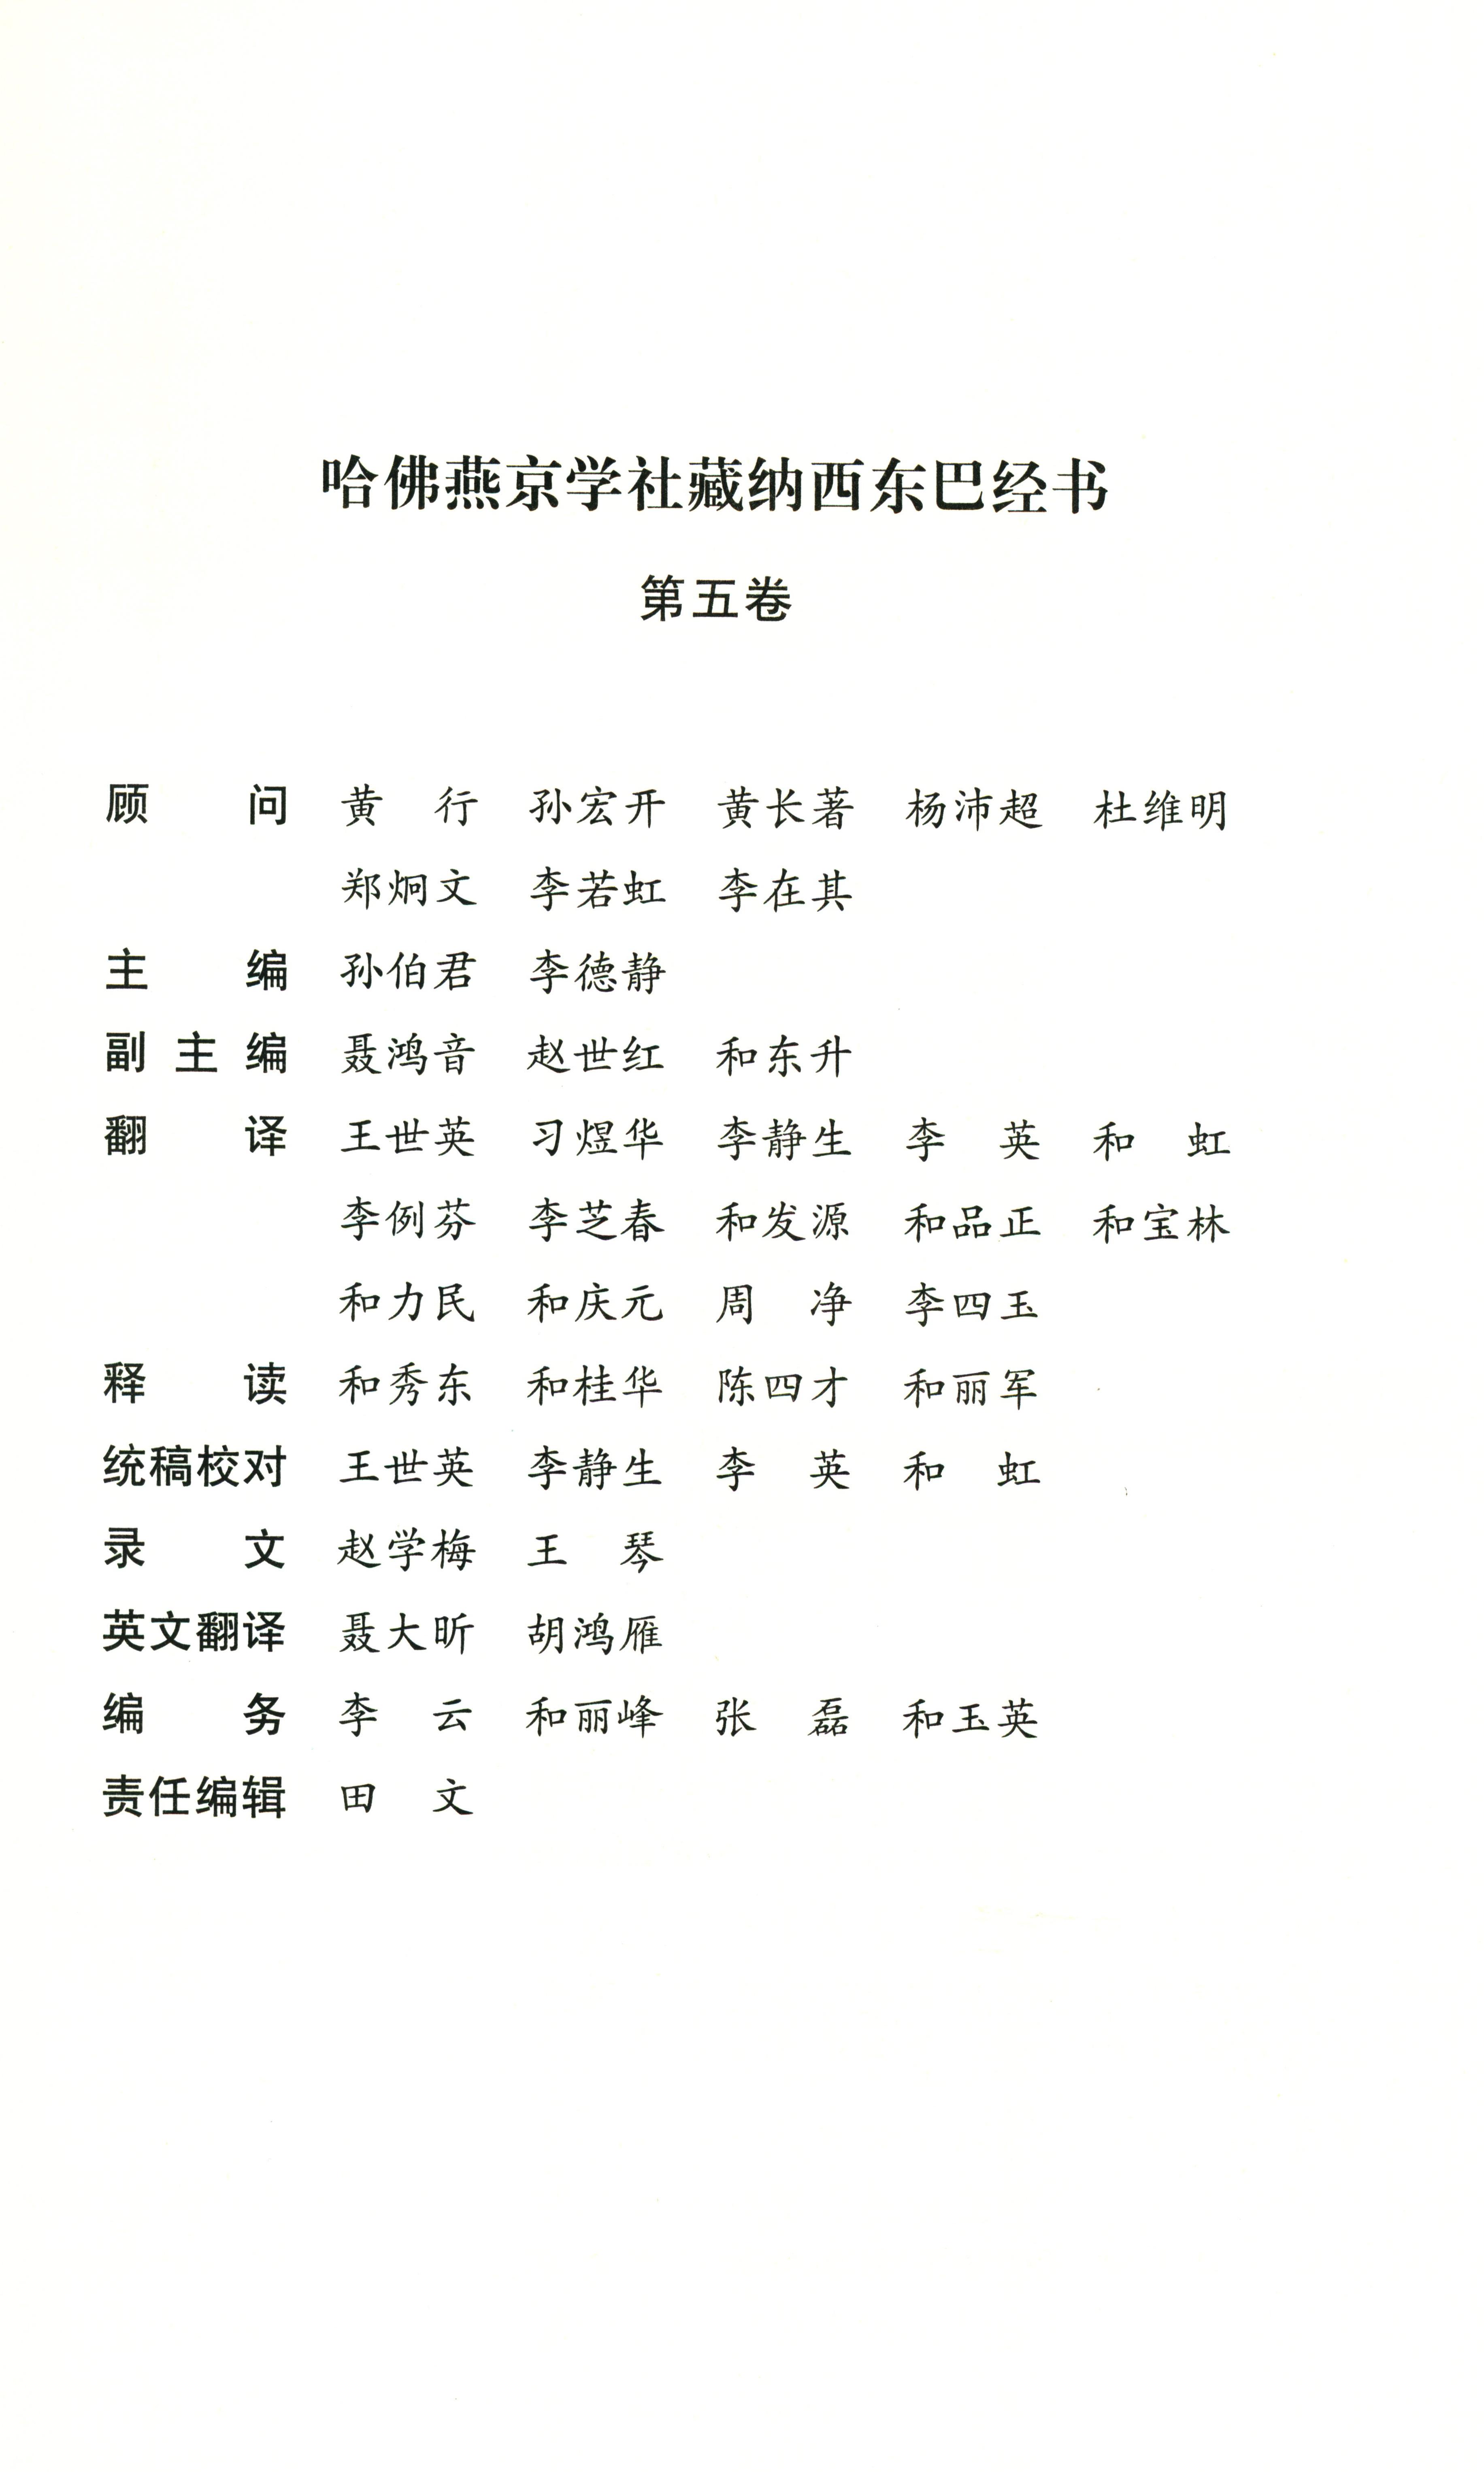 哈佛燕京学社藏纳西东巴经书
第五卷
顾问 黄行 孙宏开 黄长著 杨沛超 杜维明
郑炯文 李若虹 李在其
主编 孙伯君 李德静
副主编 聂鸿音 赵世红 和东升
翻译 王世英 习煜华 李静生 李英 和虹
李例芬 李芝春 和发源 和品正 和宝林
和力民 和庆元 周净 李四玉
释读 和秀东 和桂华 陈四才 和丽军
统稿校对 王世英 李静生 李英 和虹
录文 赵学梅 王琴
英文翻译 聂大昕 胡鸿雁
编务 李云 和丽峰 张磊 和玉英
责任编辑 田文